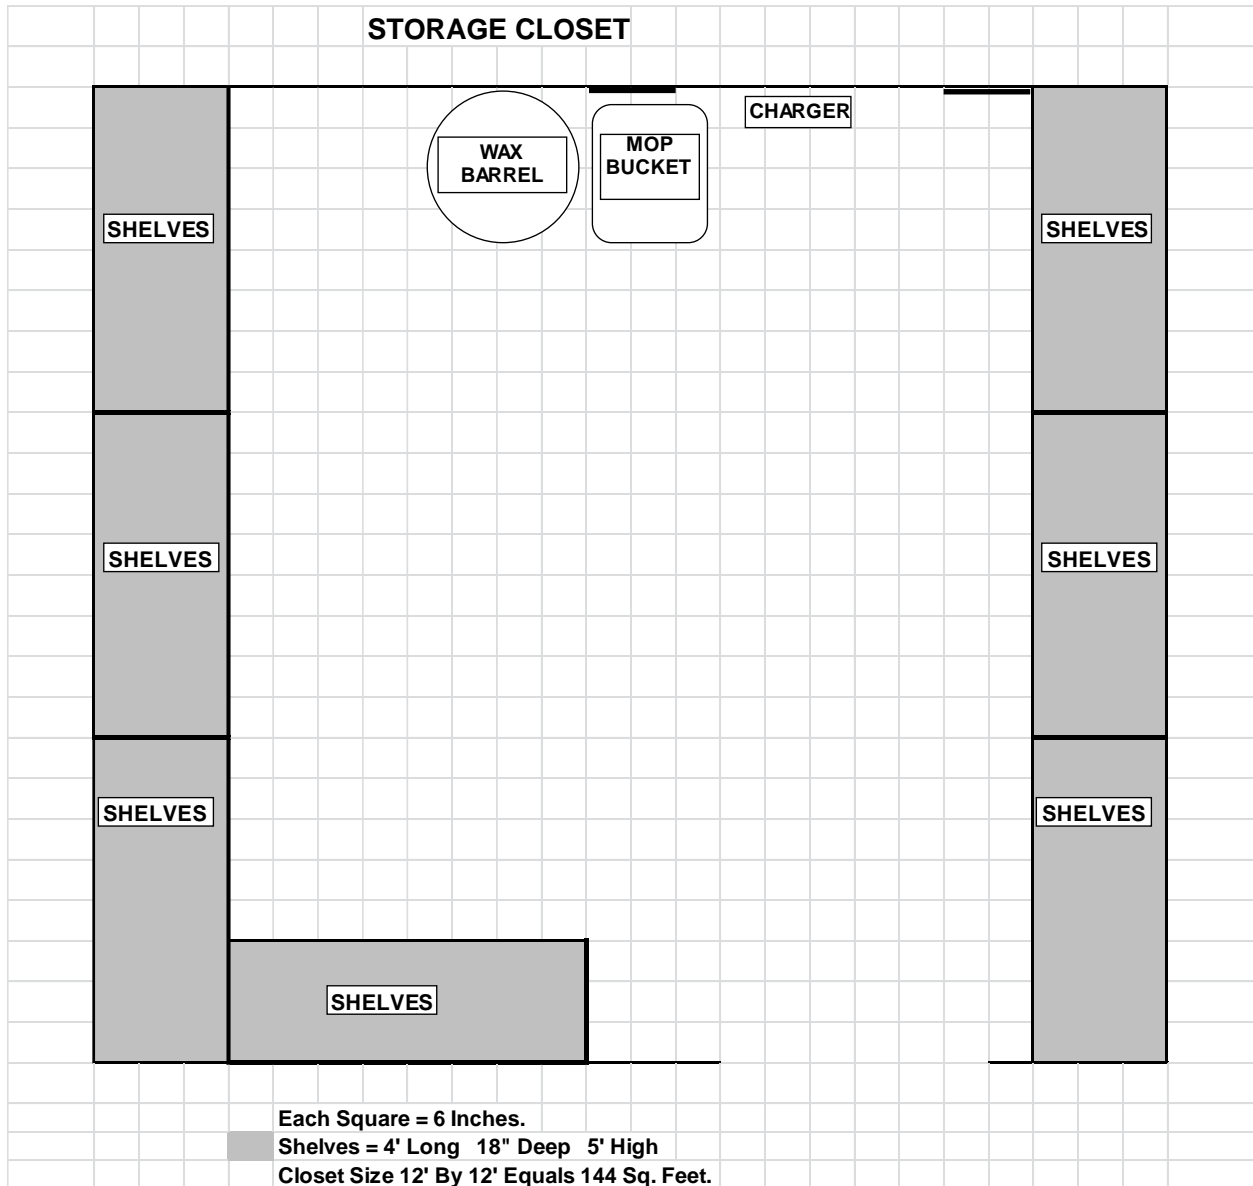 STORAGE CLOSET
CHARGER
WAX
BARREL
MOP
BUCKET
SHELVES
SHELVES
SHELVES
SHELVES
SHELVES
SHELVES
SHELVES
Each Square = 6 Inches.
Shelves = 4' Long 18" Deep 5' High
Closet Size 12' By 12' Equals 144 Sq. Feet.